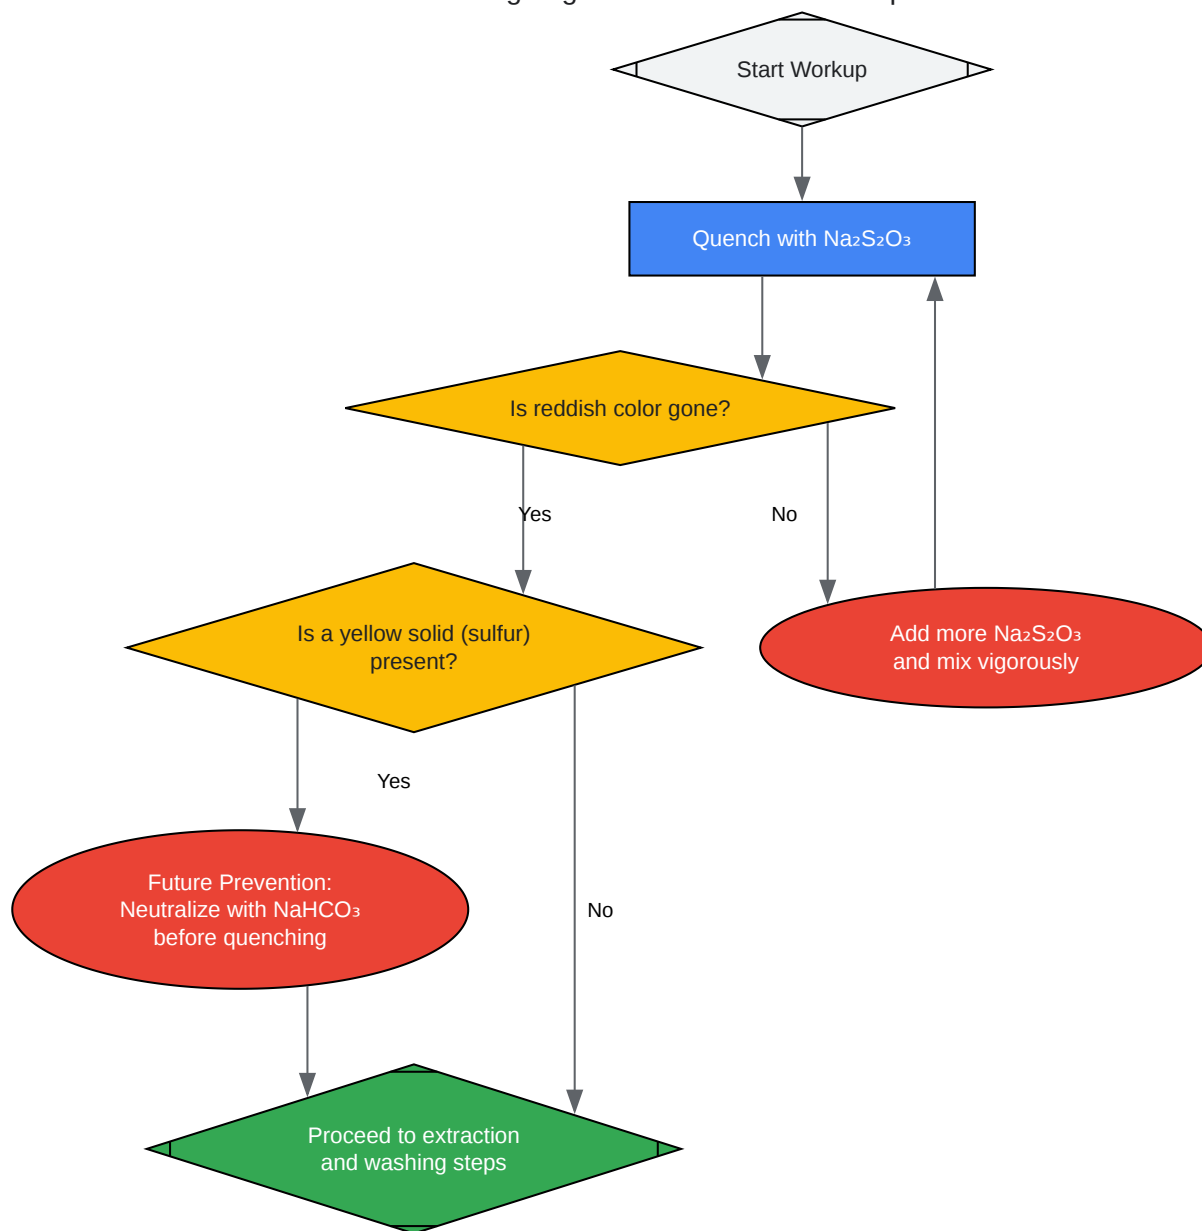 Start Workup
Quench with Na₂S₂O₃
Is reddish color gone?
Yes
No
Is a yellow solid (sulfur)
present?
Add more Na₂S₂O₃
and mix vigorously
Yes
Future Prevention:
Neutralize with NaHCO₃
before quenching
No
Proceed to extraction
and washing steps